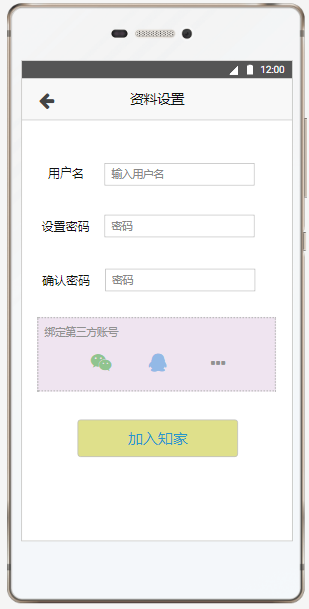 12:00
资料设置
用户名 输入用户名
设置密码 密码
确认密码 密码
绑定第三方账号
加入知家